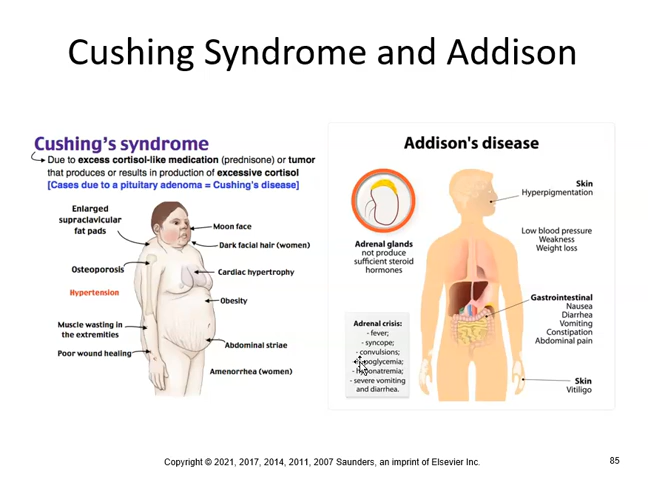 Cushing Syndrome and Addison
Cushing's syndrome
Due to excess cortisol-like medication (prednisone) or tumor
that produces or results in production of excessive cortisol
[Cases due to a pituitary adenoma = Cushing's disease]
Enlarged
supraclavicular
fat pads
Moon face
Dark facial hair (women)
Osteoporosis
Cardiac hypertrophy
Hypertension
Obesity
Muscle wasting in
the extremities
Abdominal striae
Poor wound healing
Amenorrhea (women)
Addison's disease
Adrenal glands
not produce
sufficient steroid
hormones
Skin
Hyperpigmentation
Low blood pressure
Weakness
Weight loss
Gastrointestinal
Nausea
Diarrhea
Vomiting
Constipation
Abdominal pain
Adrenal crisis:
- fever;
- syncope;
- convulsions;
- severe vomiting
and diarrhea.
Skin
Vitiligo
Copyright © 2021, 2017, 2014, 2011, 2007 Saunders, an imprint of Elsevier Inc.
85